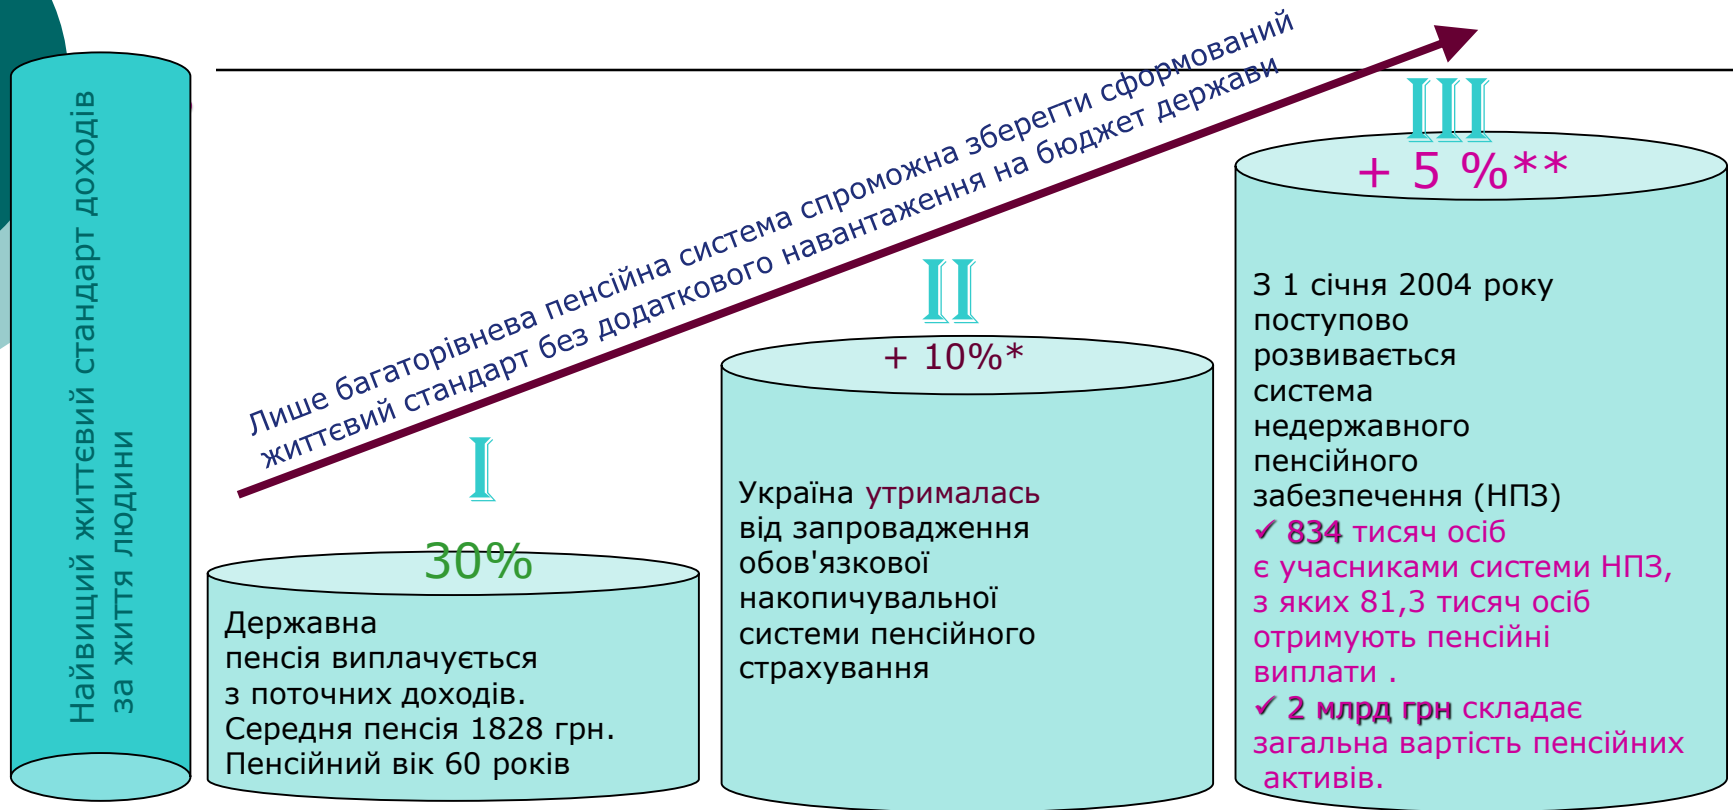 Найвищий життєвий стандарт доходів
за життя людини
Лише багаторівнева пенсійна система спроможна зберегти сформований
життєвий стандарт без додаткового навантаження на бюджет держави
I
30%
Державна
пенсія виплачується
з поточних доходів.
Середня пенсія 1828 грн.
Пенсійний вік 60 років
II
+ 10%*
Україна утрималась
від запровадження
обов'язкової
накопичувальної
системи пенсійного
страхування
III
+ 5 %**
З 1 січня 2004 року
поступово
розвивається
система
недержавного
пенсійного
забезпечення (НПЗ)
✓ 834 тисяч осіб
є учасниками системи НПЗ,
з яких 81,3 тисяч осіб
отримують пенсійні
виплати .
✓ 2 млрд грн складає
загальна вартість пенсійних
активів.